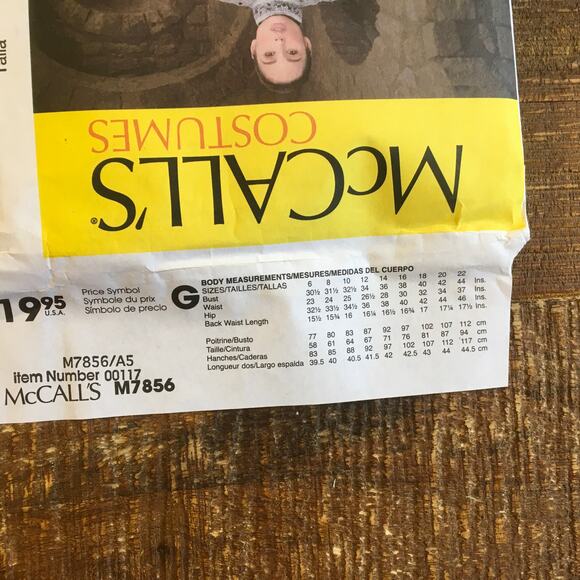 Talla
McCALL'S®
COSTUMES
19.95
U.S.A.
Price Symbol
Symbole du prix
Símbolo de precio
G
BODY MEASUREMENTS/MESURES/MEDIDAS DEL CUERPO
SIZES/TAILLES/TALLAS 6 8 10 12 14 16 18 20 22
Bust 30½ 31½ 32½ 34 36 38 40 42 44 Ins.
Waist 23 24 25 26½ 28 30 32 34 37
Hip 32½ 33½ 34½ 36 38 40 42 44 46
Back Waist Length 15½ 15¾ 16 16¼ 16½ 16¾ 17 17¼ 17½ Ins.
Poitrine/Busto 77 80 83 87 92 97 102 107 112 cm
Taille/Cintura 58 61 64 67 71 76 81 87 94 cm
Hanches/Caderas 83 85 88 92 97 102 107 112 117 cm
Longueur dos/Largo espalda 39.5 40 40.5 41.5 42 42.5 43 44 44.5 cm
M7856/A5
Item Number 00117
McCALL'S M7856